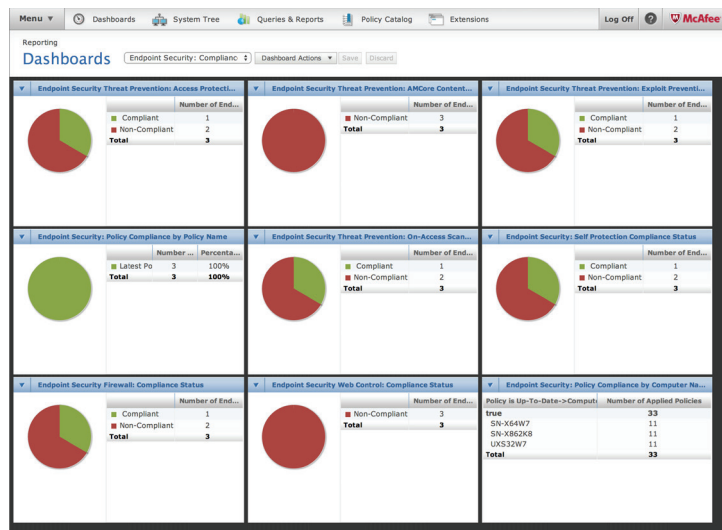 Menu Dashboards System Tree Queries & Reports Policy Catalog Extensions Log Off ? McAfee
Reporting
Dashboards Endpoint Security: Complianc Dashboard Actions Save Discard
Endpoint Security Threat Prevention: Access Protecti...
Number of End...
Compliant 1
Non-Compliant 2
Total 3
Endpoint Security Threat Prevention: AMCore Content...
Number of End...
Non-Compliant 3
Total 3
Endpoint Security Threat Prevention: Exploit Preventi...
Number of End...
Compliant 1
Non-Compliant 2
Total 3
Endpoint Security: Policy Compliance by Policy Name
Number ... Percenta...
Latest Po 3 100%
Total 3 100%
Endpoint Security Threat Prevention: On-Access Scan...
Number of End...
Compliant 1
Non-Compliant 2
Total 3
Endpoint Security: Self Protection Compliance Status
Number of End...
Compliant 1
Non-Compliant 2
Total 3
Endpoint Security Firewall: Compliance Status
Number of End...
Compliant 1
Non-Compliant 2
Total 3
Endpoint Security Web Control: Compliance Status
Number of End...
Non-Compliant 3
Total 3
Endpoint Security: Policy Compliance by Computer Na...
Policy is Up-To-Date->Comput Number of Applied Policies
true 33
SN-X64W7 11
SN-X862K8 11
UXS32W7 11
Total 33